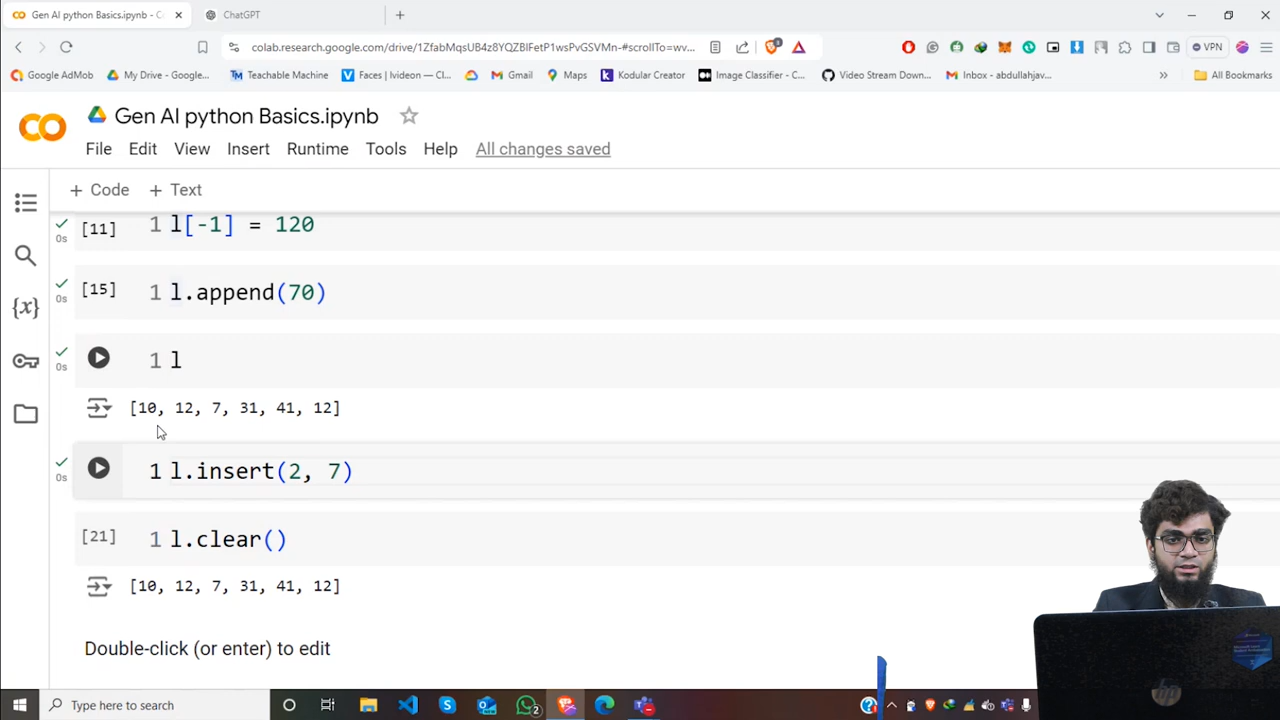 Gen AI python Basics.ipynb - Co
ChatGPT
colab.research.google.com/drive/1ZfabMqsUB4z8YQZBlFetP1wsPvGSVMn-#scrollTo=wv...
VPN
Google AdMob
My Drive - Google...
Teachable Machine
Faces | Ivideon — Cl...
Gmail
Maps
Kodular Creator
Image Classifier - C...
Video Stream Down...
Inbox - abdullahjav...
All Bookmarks
Gen AI python Basics.ipynb
File Edit View Insert Runtime Tools Help All changes saved
+ Code + Text
0s [11] 1 l[-1] = 120
0s [15] 1 l.append(70)
0s 1 l
[10, 12, 7, 31, 41, 12]
0s 1 l.insert(2, 7)
[21] 1 l.clear()
[10, 12, 7, 31, 41, 12]
Double-click (or enter) to edit
Type here to search